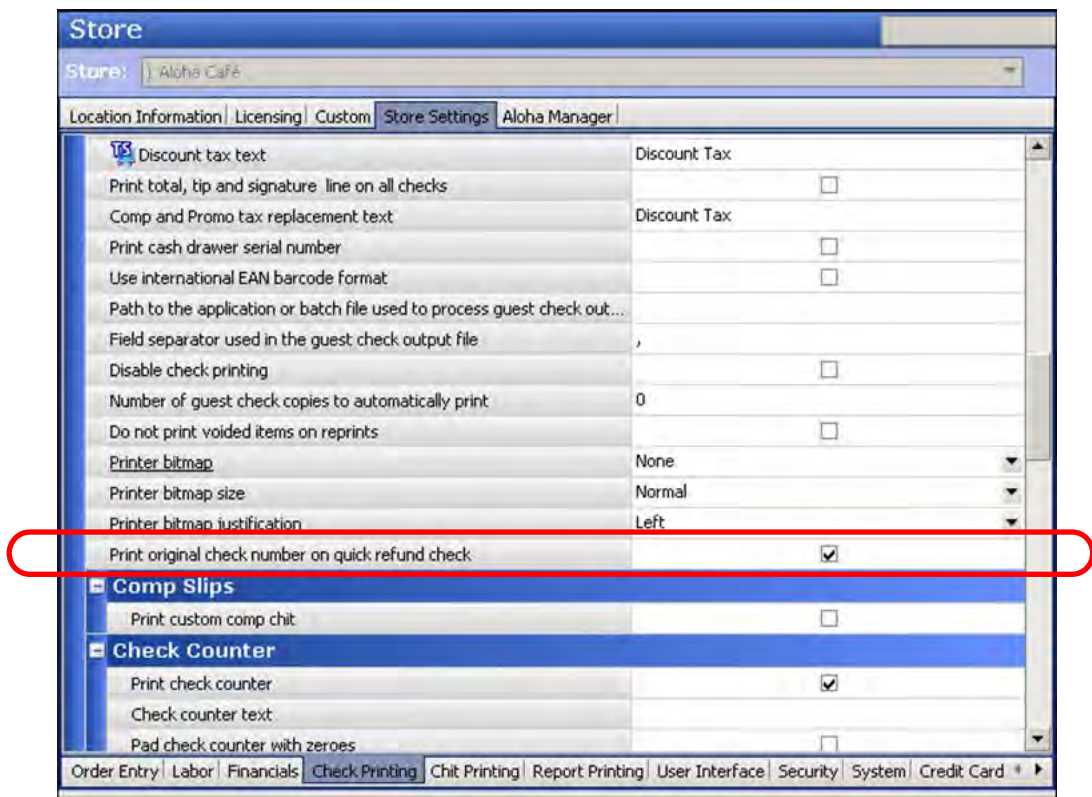 Store
Store: ) Aloha Café
Location Information Licensing Custom Store Settings Aloha Manager
TS Discount tax text Discount Tax
Print total, tip and signature line on all checks
Comp and Promo tax replacement text Discount Tax
Print cash drawer serial number
Use international EAN barcode format
Path to the application or batch file used to process guest check out...
Field separator used in the guest check output file ,
Disable check printing
Number of guest check copies to automatically print 0
Do not print voided items on reprints
Printer bitmap None
Printer bitmap size Normal
Printer bitmap justification Left
Print original check number on quick refund check
Comp Slips
Print custom comp chit
Check Counter
Print check counter
Check counter text
Pad check counter with zeroes
Order Entry Labor Financials Check Printing Chit Printing Report Printing User Interface Security System Credit Card